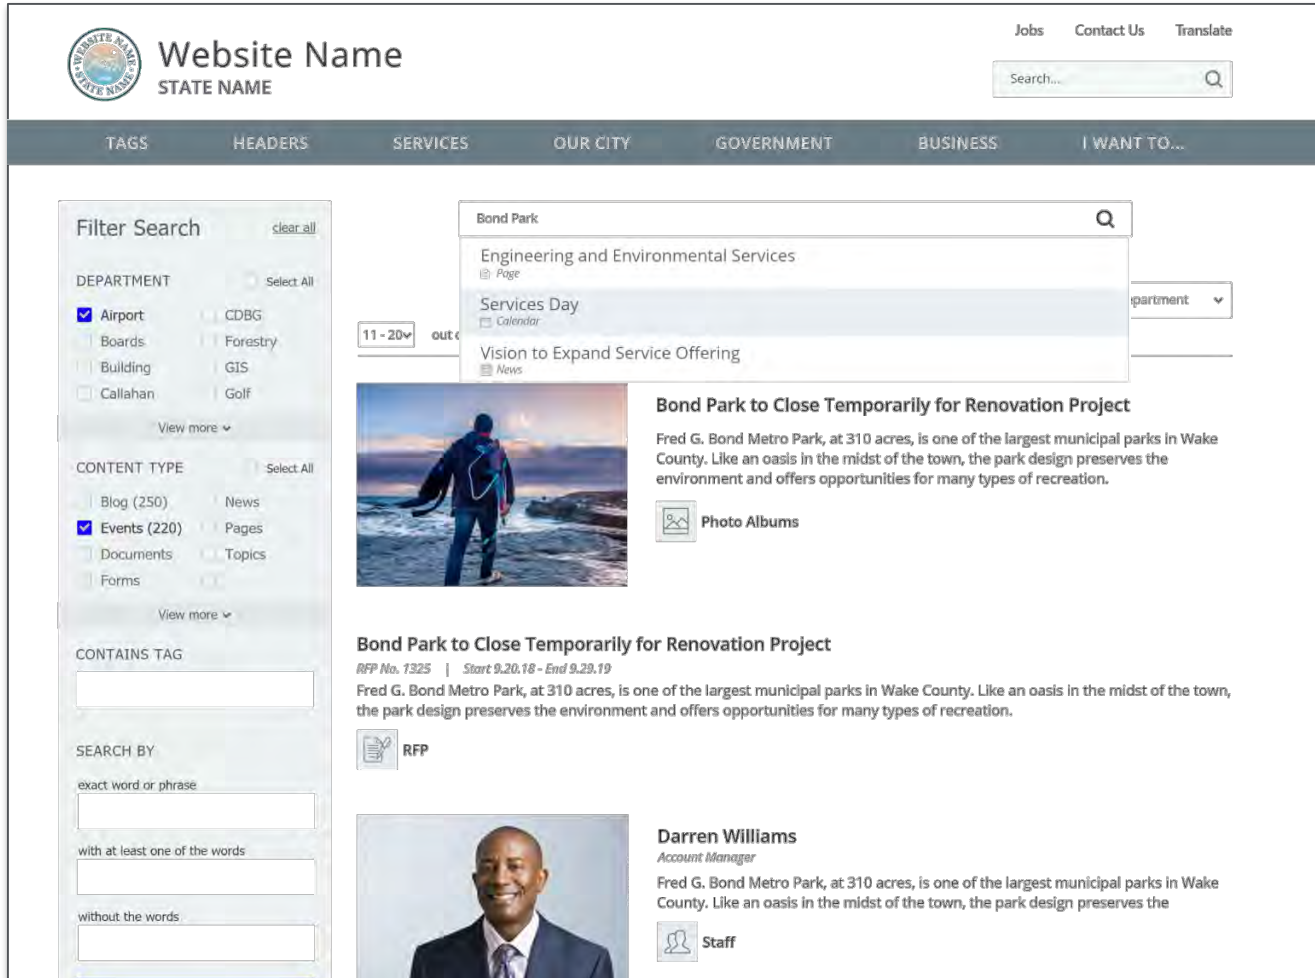 WEBSITE NAME
STATE NAME
Website Name
STATE NAME
Jobs Contact Us Translate
Search...
TAGS HEADERS SERVICES OUR CITY GOVERNMENT BUSINESS I WANT TO...
Filter Search clear all
DEPARTMENT Select All
Airport CDBG
Boards Forestry
Building GIS
Callahan Golf
View more
CONTENT TYPE Select All
Blog (250) News
Events (220) Pages
Documents Topics
Forms
View more
CONTAINS TAG
SEARCH BY
exact word or phrase
with at least one of the words
without the words
Bond Park
Engineering and Environmental Services
Page
Services Day
Calendar
Vision to Expand Service Offering
News
partment
11 - 20 out
Bond Park to Close Temporarily for Renovation Project
Fred G. Bond Metro Park, at 310 acres, is one of the largest municipal parks in Wake
County. Like an oasis in the midst of the town, the park design preserves the
environment and offers opportunities for many types of recreation.
Photo Albums
Bond Park to Close Temporarily for Renovation Project
RFP No. 1325 | Start 9.20.18 - End 9.29.19
Fred G. Bond Metro Park, at 310 acres, is one of the largest municipal parks in Wake County. Like an oasis in the midst of the town,
the park design preserves the environment and offers opportunities for many types of recreation.
RFP
Darren Williams
Account Manager
Fred G. Bond Metro Park, at 310 acres, is one of the largest municipal parks in Wake
County. Like an oasis in the midst of the town, the park design preserves the
Staff